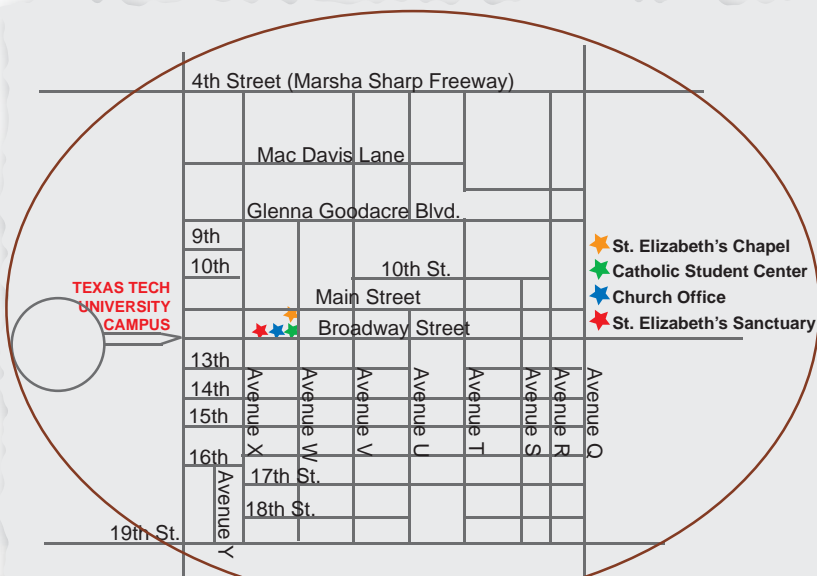 4th Street (Marsha Sharp Freeway)
Mac Davis Lane
Glenna Goodacre Blvd.
9th
10th
10th St.
TEXAS TECH
UNIVERSITY
CAMPUS
Main Street
Broadway Street
St. Elizabeth's Chapel
Catholic Student Center
Church Office
St. Elizabeth's Sanctuary
13th
14th
15th
16th
17th St.
18th St.
19th St.
Avenue Y
Avenue X
Avenue W
Avenue V
Avenue U
Avenue T
Avenue S
Avenue R
Avenue Q